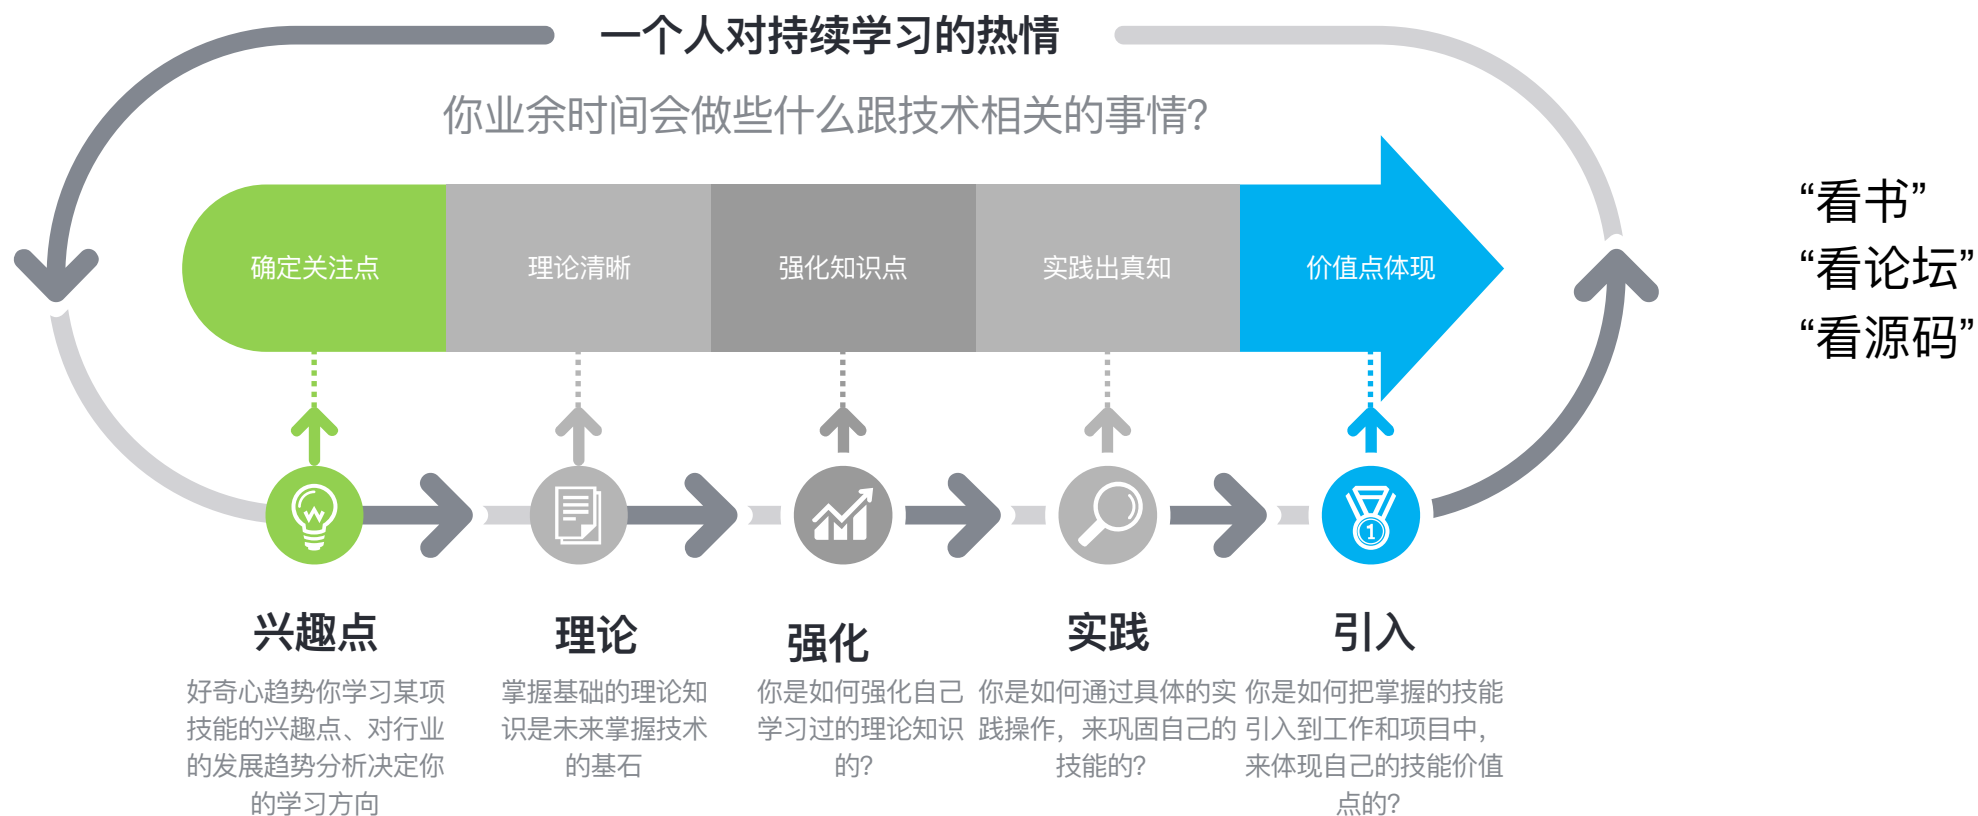 一个人对持续学习的热情
你业余时间会做些什么跟技术相关的事情?
确定关注点
理论清晰
强化知识点
实践出真知
价值点体现
“看书”
“看论坛”
“看源码”
1
兴趣点
好奇心趋势你学习某项
技能的兴趣点、对行业
的发展趋势分析决定你
的学习方向
理论
掌握基础的理论知
识是未来掌握技术
的基石
强化
你是如何强化自己
学习过的理论知识
的?
实践
你是如何通过具体的实
践操作，来巩固自己的
技能的?
引入
你是如何把掌握的技能
引入到工作和项目中，
来体现自己的技能价值
点的?